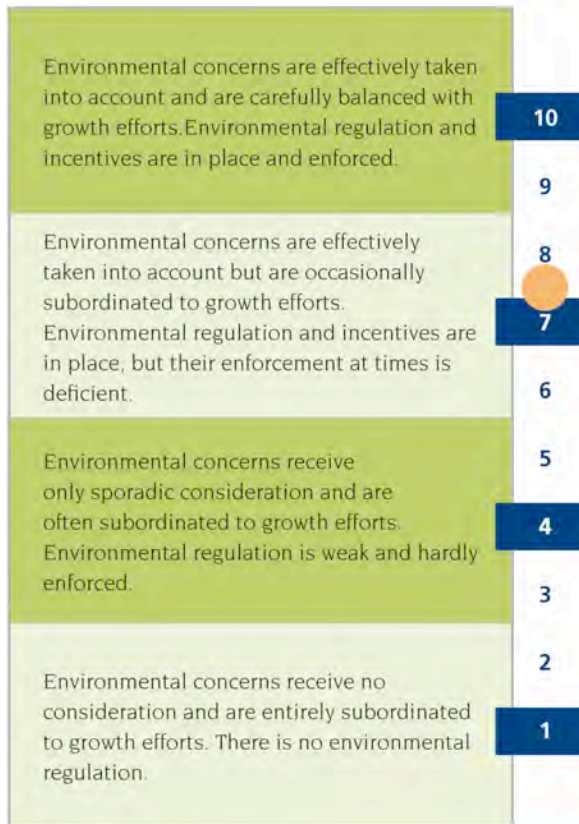 Environmental concerns are effectively taken
into account and are carefully balanced with
growth efforts.Environmental regulation and
incentives are in place and enforced.
10
9
Environmental concerns are effectively
taken into account but are occasionally
subordinated to growth efforts.
Environmental regulation and incentives are
in place, but their enforcement at times is
deficient.
8
7
6
Environmental concerns receive
only sporadic consideration and are
often subordinated to growth efforts.
Environmental regulation is weak and hardly
enforced.
5
4
3
Environmental concerns receive no
consideration and are entirely subordinated
to growth efforts. There is no environmental
regulation.
2
1